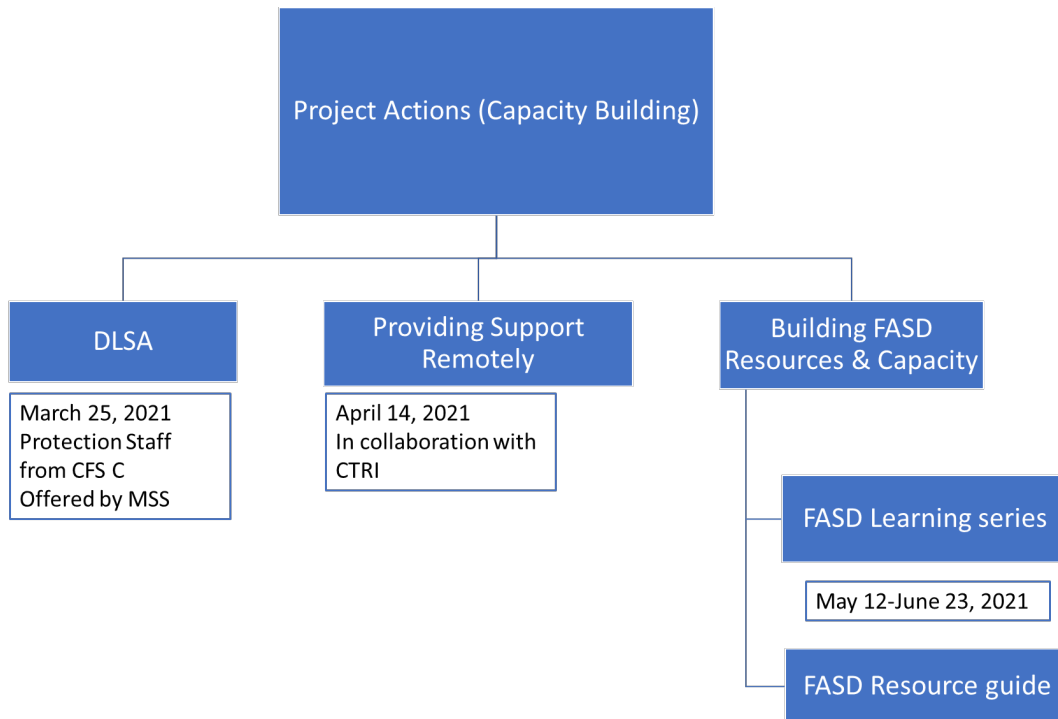 Project Actions (Capacity Building)
DLSA
March 25, 2021
Protection Staff
from CFS C
Offered by MSS
Providing Support
Remotely
April 14, 2021
In collaboration with
CTRI
Building FASD
Resources & Capacity
FASD Learning series
May 12-June 23, 2021
FASD Resource guide